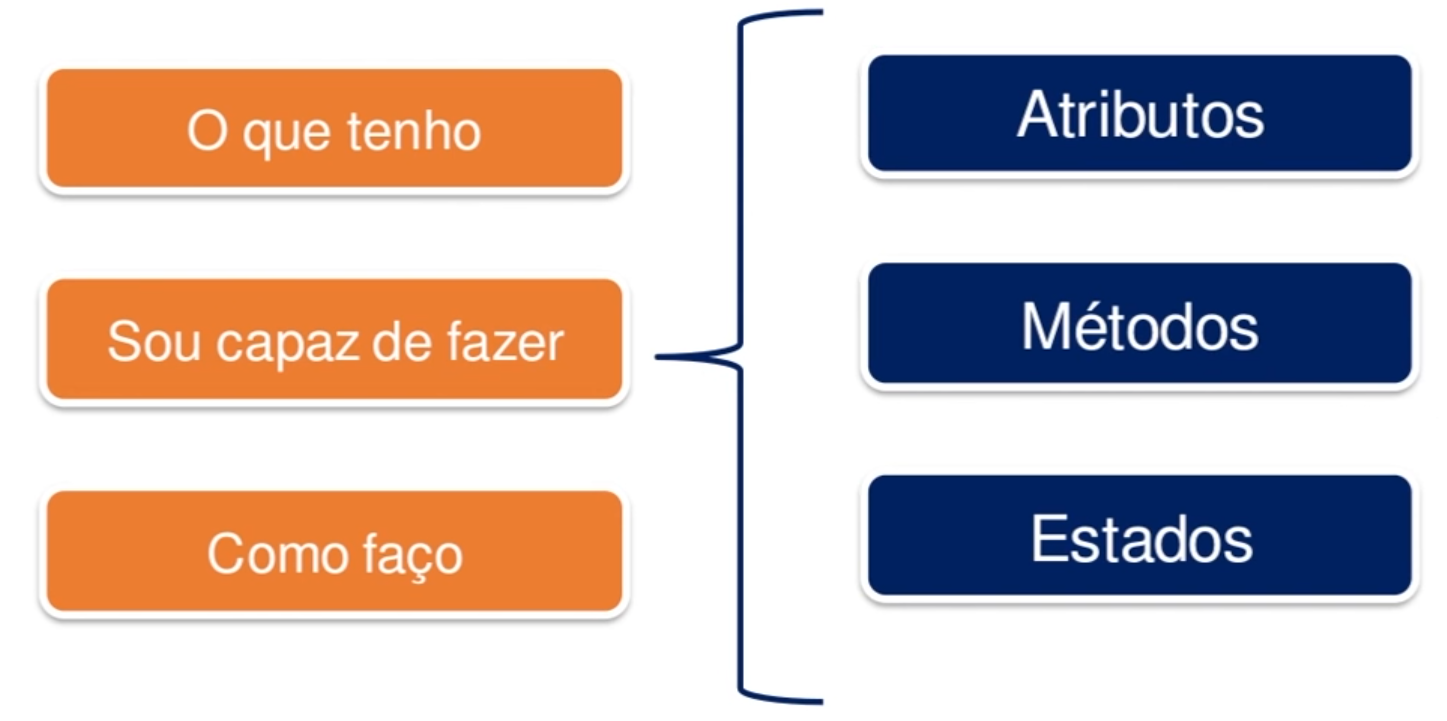 O que tenho
Sou capaz de fazer
Como faço
Atributos
Métodos
Estados